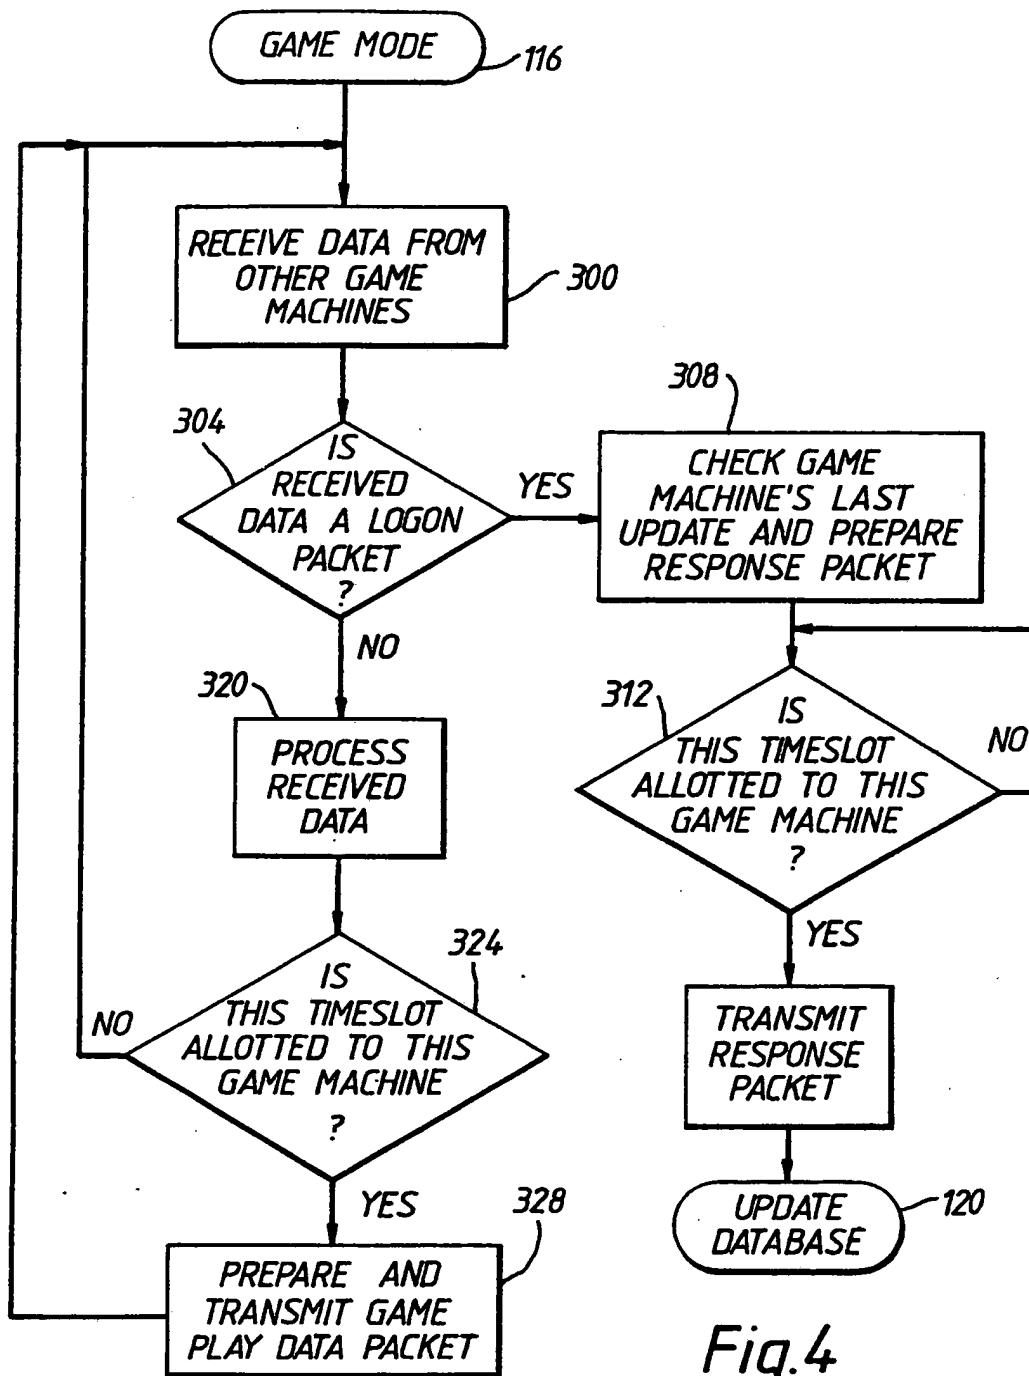 GAME MODE
116
RECEIVE DATA FROM
OTHER GAME
MACHINES
300
304
IS
RECEIVED
DATA A LOGON
PACKET
?
YES
308
CHECK GAME
MACHINE'S LAST
UPDATE AND PREPARE
RESPONSE PACKET
NO
320
PROCESS
RECEIVED
DATA
312
IS
THIS TIMESLOT
ALLOTTED TO THIS
GAME MACHINE
?
NO
YES
324
IS
THIS TIMESLOT
ALLOTTED TO THIS
GAME MACHINE
?
NO
YES
TRANSMIT
RESPONSE
PACKET
328
PREPARE AND
TRANSMIT GAME
PLAY DATA PACKET
UPDATE
DATABASE
120
Fig.4